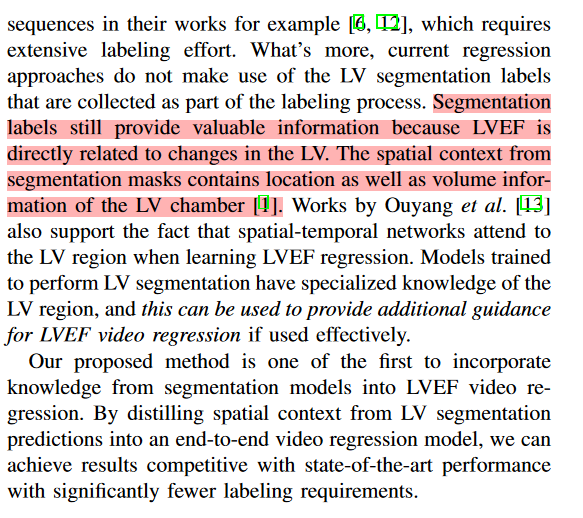 sequences in their works for example [6, 12], which requires
extensive labeling effort. What's more, current regression
approaches do not make use of the LV segmentation labels
that are collected as part of the labeling process. Segmentation
labels still provide valuable information because LVEF is
directly related to changes in the LV. The spatial context from
segmentation masks contains location as well as volume infor-
mation of the LV chamber [1]. Works by Ouyang et al. [13]
also support the fact that spatial-temporal networks attend to
the LV region when learning LVEF regression. Models trained
to perform LV segmentation have specialized knowledge of the
LV region, and this can be used to provide additional guidance
for LVEF video regression if used effectively.
Our proposed method is one of the first to incorporate
knowledge from segmentation models into LVEF video re-
gression. By distilling spatial context from LV segmentation
predictions into an end-to-end video regression model, we can
achieve results competitive with state-of-the-art performance
with significantly fewer labeling requirements.